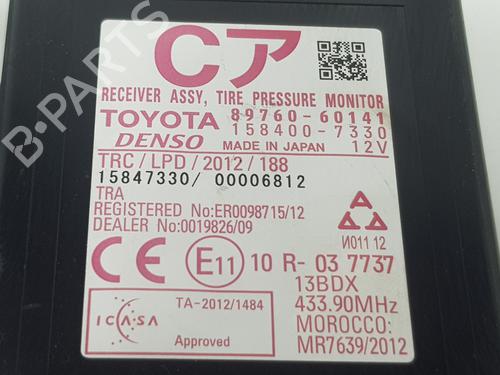 Cア
RECEIVER ASSY, TIRE PRESSURE MONITOR
TOYOTA 89760-60141
158400-7330
DENSO MADE IN JAPAN 12V
TRC/LPD/2012/188
15847330/ 00006812
TRA
REGISTERED No:ER0098715/12
DEALER No:0019826/09
И011 12
CE E11 10 R- 03 7737
13BDX
433.90MHz
MOROCCO:
MR7639/2012
TA-2012/1484
ICASA
Approved
B-PARTS